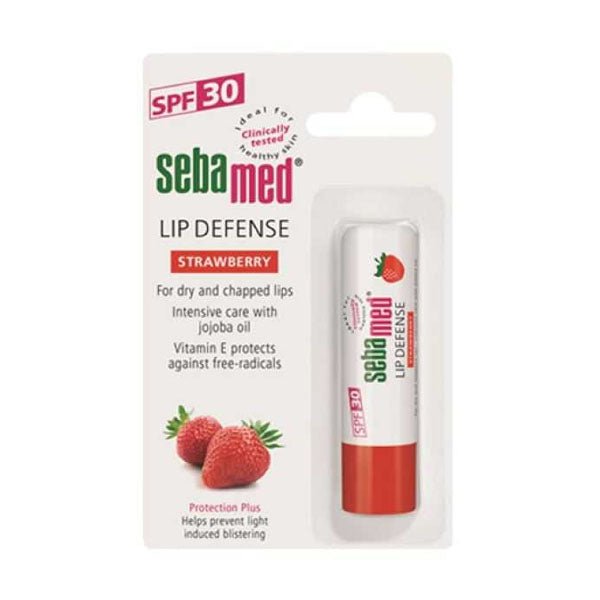 SPF 30
Ideal for
Clinically
tested
healthy skin
sebamed®
LIP DEFENSE
STRAWBERRY
For dry and chapped lips
Intensive care with
jojoba oil
Vitamin E protects
against free-radicals
Protection Plus
Helps prevent light
induced blistering
SPF 30
sebamed®
LIP DEFENSE
STRAWBERRY